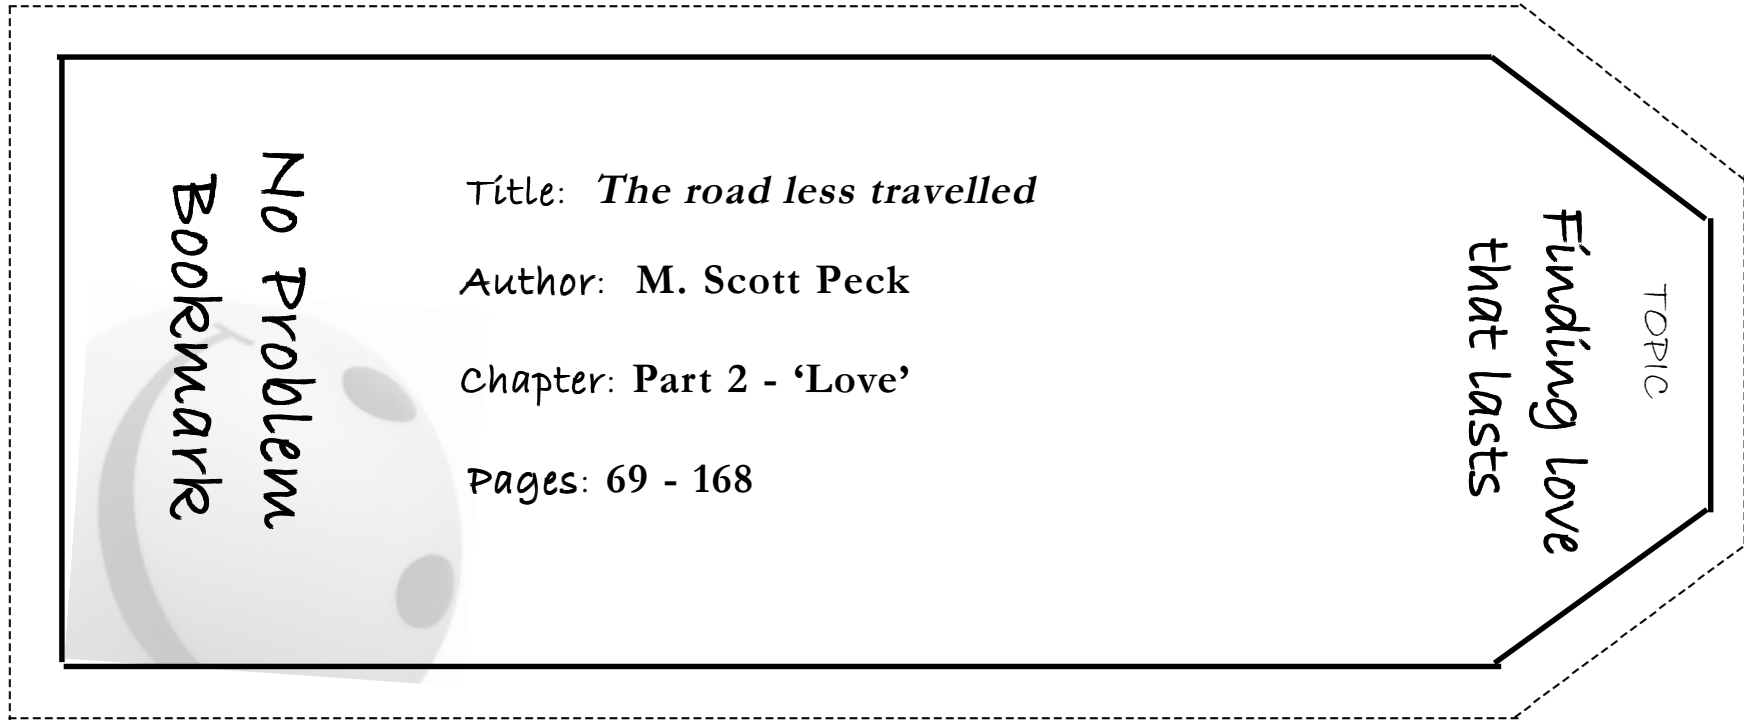 No Problem
Bookmark
Title: The road less travelled
Author: M. Scott Peck
Chapter: Part 2 - ‘Love’
Pages: 69 - 168
TOPIC
Finding love
that lasts